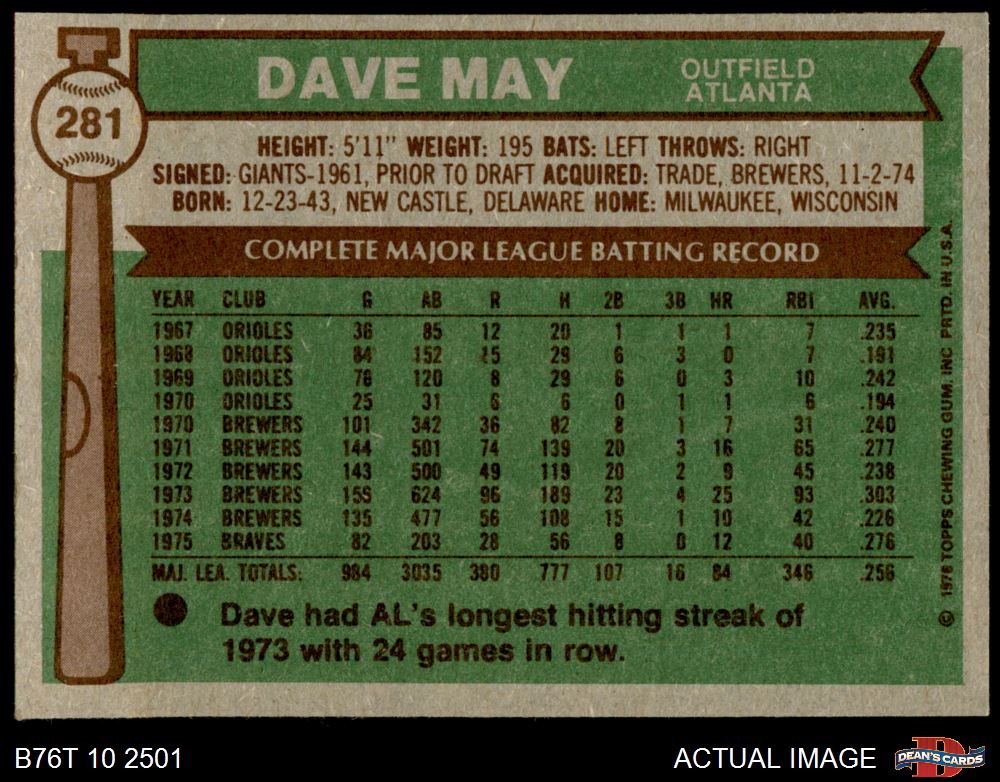 281
DAVE MAY
OUTFIELD
ATLANTA
HEIGHT: 5'11" WEIGHT: 195 BATS: LEFT THROWS: RIGHT
SIGNED: GIANTS-1961, PRIOR TO DRAFT ACQUIRED: TRADE, BREWERS, 11-2-74
BORN: 12-23-43, NEW CASTLE, DELAWARE HOME: MILWAUKEE, WISCONSIN
COMPLETE MAJOR LEAGUE BATTING RECORD
YEAR CLUB G AB R H 2B 3B HR RBI AVG.
1967 ORIOLES 36 85 12 20 1 1 1 7 .235
1968 ORIOLES 84 152 15 29 6 3 0 7 .191
1969 ORIOLES 78 120 8 29 6 0 3 10 .242
1970 ORIOLES 25 31 6 6 0 1 1 6 .194
1970 BREWERS 101 342 36 82 8 1 7 31 .240
1971 BREWERS 144 501 74 139 20 3 16 65 .277
1972 BREWERS 143 500 49 119 20 2 9 45 .238
1973 BREWERS 156 624 96 189 23 4 25 93 .303
1974 BREWERS 135 477 56 108 15 1 10 42 .226
1975 BRAVES 82 203 28 56 8 0 12 40 .276
MAJ. LEA. TOTALS: 984 3035 380 777 107 16 84 346 .256
Dave had AL's longest hitting streak of
1973 with 24 games in row.
© 1976 TOPPS CHEWING GUM, INC. PRTD. IN U.S.A.
B76T 10 2501
ACTUAL IMAGE
D
DEAN'S CARDS